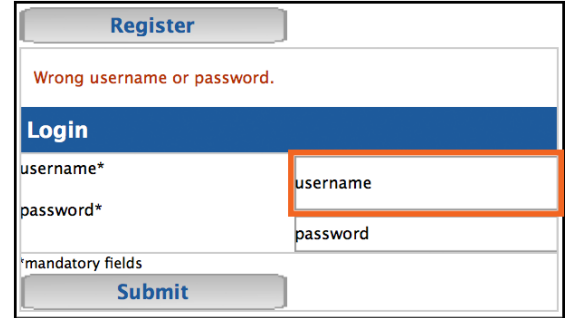 Register
Wrong username or password.
Login
username*
username
password*
password
*mandatory fields
Submit